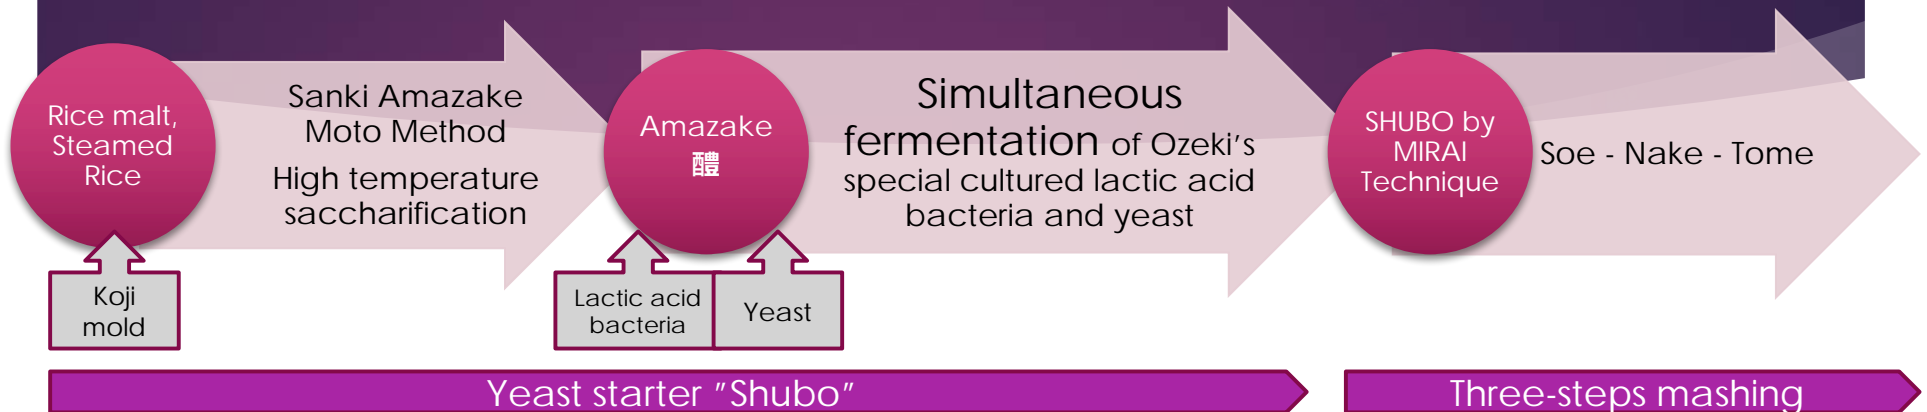 Rice malt,
Steamed
Rice
Sanki Amazake
Moto Method
High temperature
saccharification
Amazake
醴
Simultaneous
fermentation of Ozeki's
special cultured lactic acid
bacteria and yeast
SHUBO by
MIRAI
Technique
Soe - Nake - Tome
Koji
mold
Lactic acid
bacteria
Yeast
Yeast starter "Shubo"
Three-steps mashing